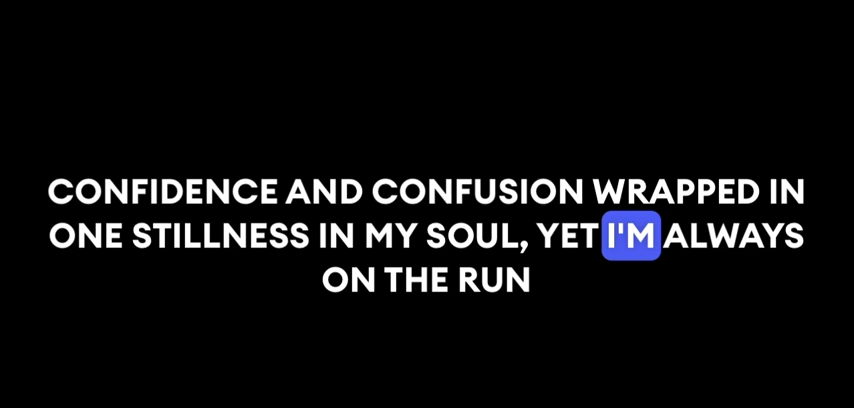 CONFIDENCE AND CONFUSION WRAPPED IN
ONE STILLNESS IN MY SOUL, YET I'M ALWAYS
ON THE RUN